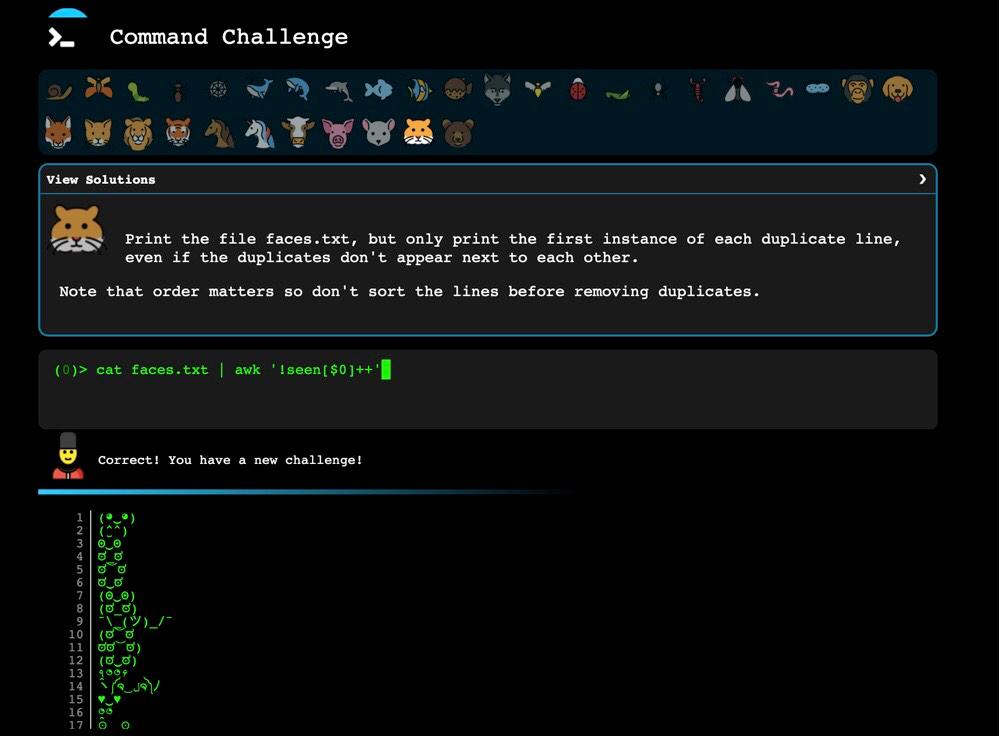 Command Challenge
View Solutions
Print the file faces.txt, but only print the first instance of each duplicate line,
even if the duplicates don't appear next to each other.
Note that order matters so don't sort the lines before removing duplicates.
(0)> cat faces.txt | awk '!seen[$0]++'
Correct! You have a new challenge!
1
2
3
4
5
6
7
8
9 ¯\_(ツ)_/¯
10
11
12
13
14
15 ♥‿♥
16
17